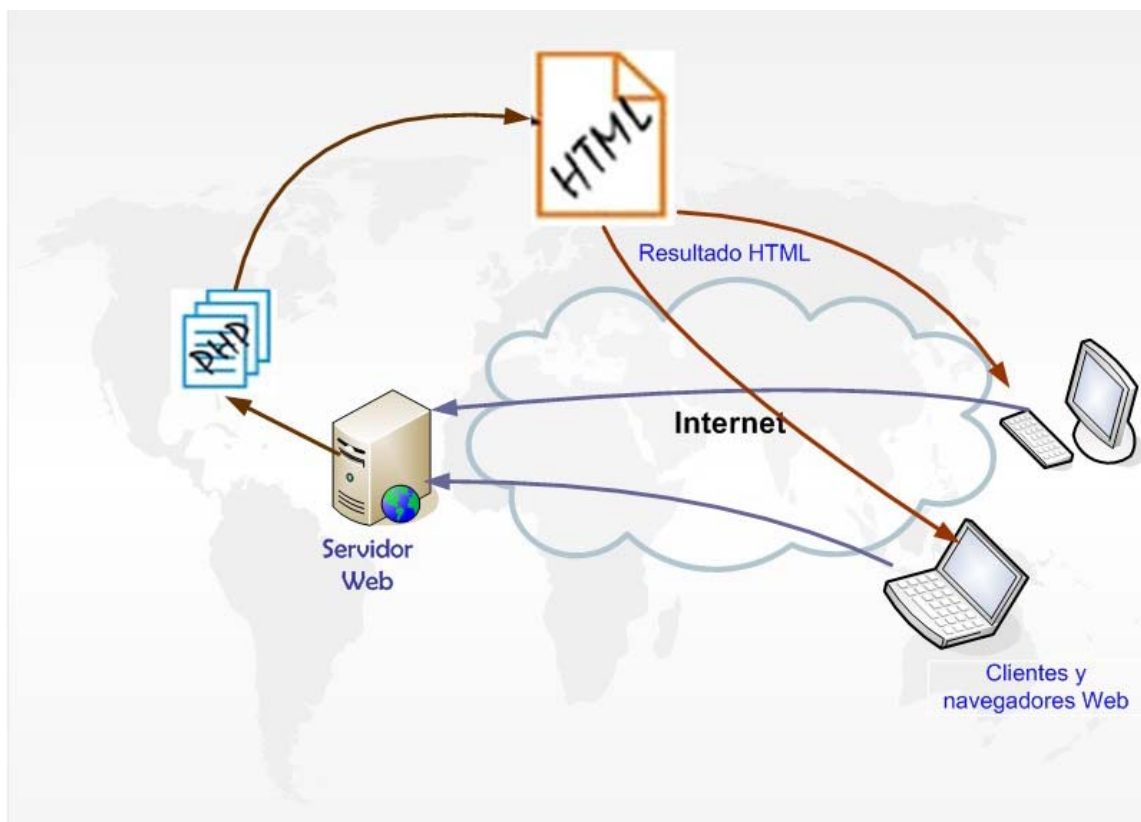 HTML
Resultado HTML
PHP
Internet
Servidor
Web
Clientes y
navegadores Web